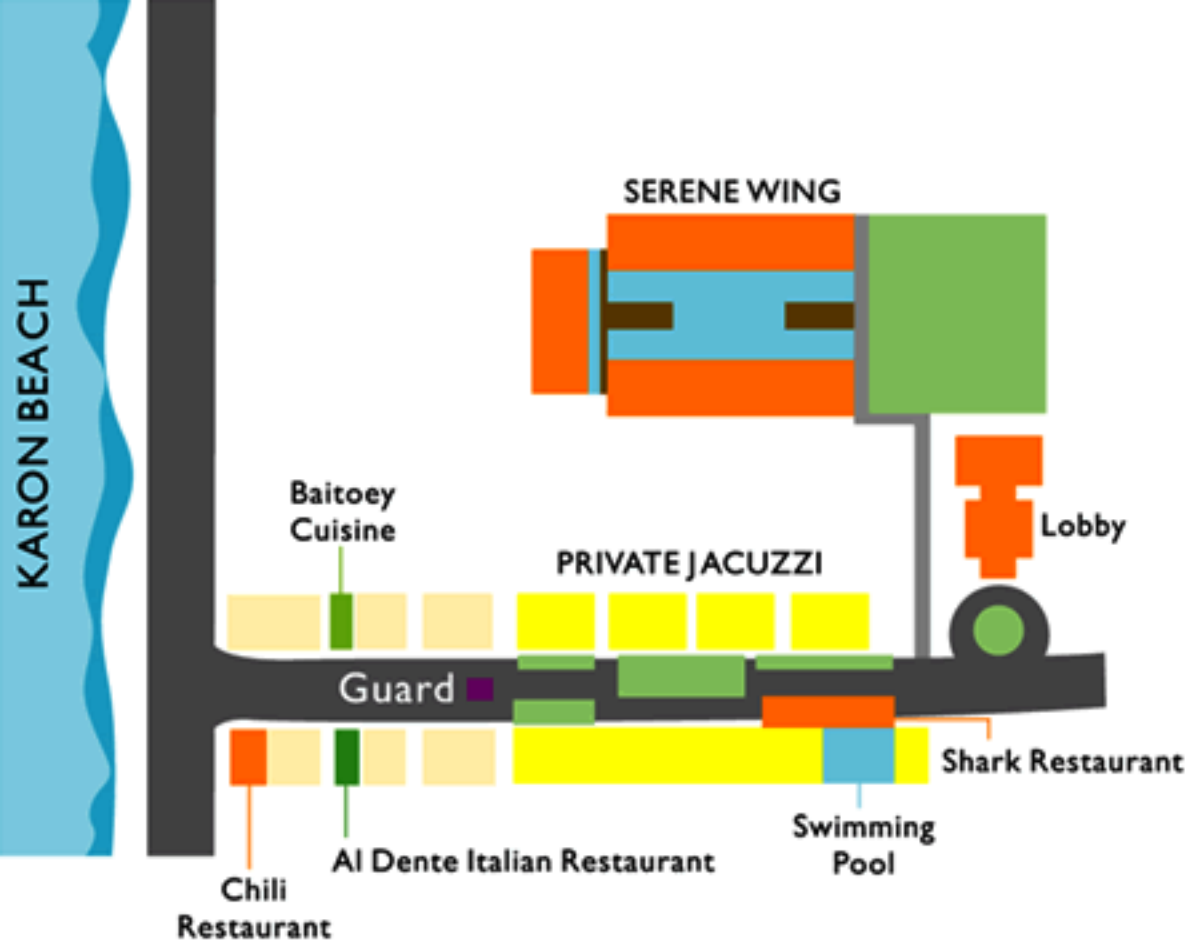 SERENE WING
KARON BEACH
Baitoey
Cuisine
Lobby
PRIVATE JACUZZI
Guard
Shark Restaurant
Swimming
Pool
Al Dente Italian Restaurant
Chili
Restaurant